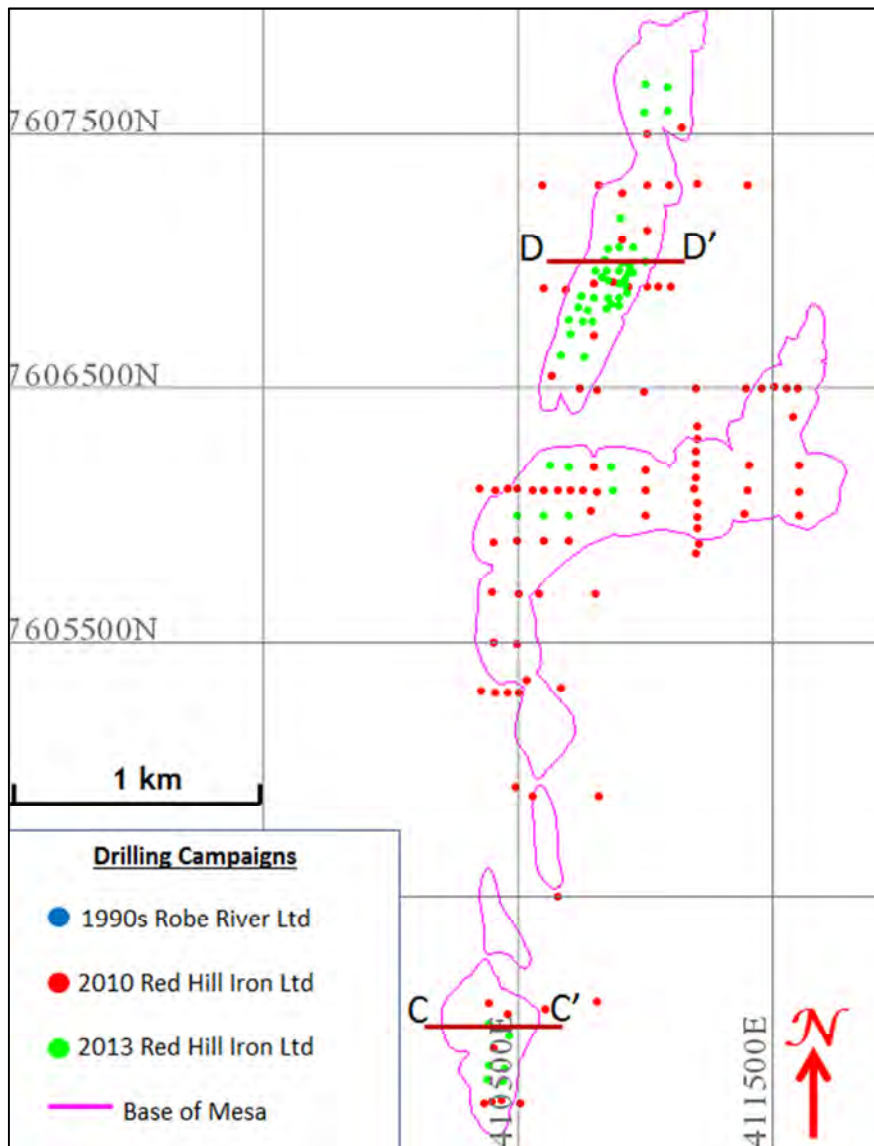 7607500N
D D′
7606500N
7605500N
1 km
Drilling Campaigns
1990s Robe River Ltd
2010 Red Hill Iron Ltd
2013 Red Hill Iron Ltd
Base of Mesa
C C′
410500E
411500E
N